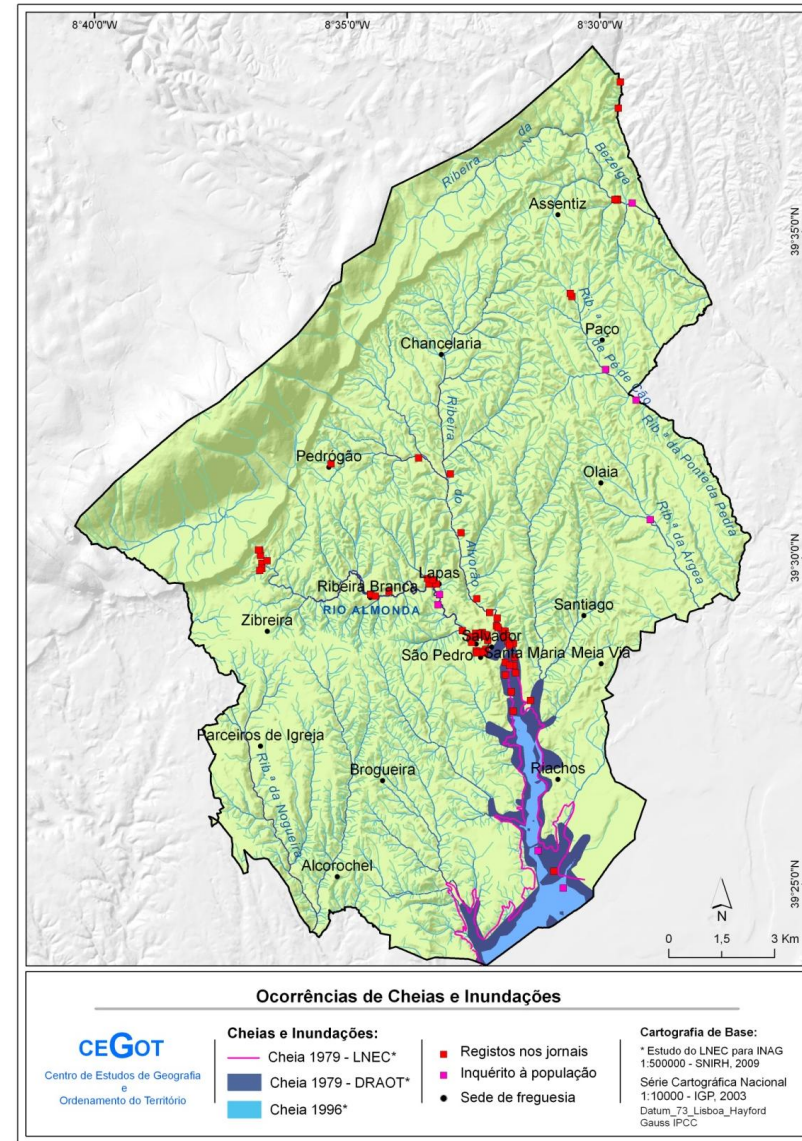 8°40'0"W
8°35'0"W
8°30'0"W
39°35'0"N
39°30'0"N
39°25'0"N
Ribeira da
Bezelga
Assentiz
Rib.ª de Pé de Cão
Paço
Chancelaria
Ribeira do Alvorão
Rib.ª da Ponte da Pedra
Pedrógão
Olaia
Rib.ª da Árgea
Lapas
Ribeira Branca
RIO ALMONDA
Santiago
Zibreira
Salvador
São Pedro
Santa Maria
Meia Via
Parceiros de Igreja
Rib.ª da Nogueira
Brogueira
Riachos
Alcorochel
N
0 1,5 3 Km
Ocorrências de Cheias e Inundações
CEGOT
Centro de Estudos de Geografia
e
Ordenamento do Território
Cheias e Inundações:
Cheia 1979 - LNEC*
Cheia 1979 - DRAOT*
Cheia 1996*
Registos nos jornais
Inquérito à população
Sede de freguesia
Cartografia de Base:
* Estudo do LNEC para INAG
1:500000 - SNIRH, 2009
Série Cartográfica Nacional
1:10000 - IGP, 2003
Datum_73_Lisboa_Hayford
Gauss IPCC